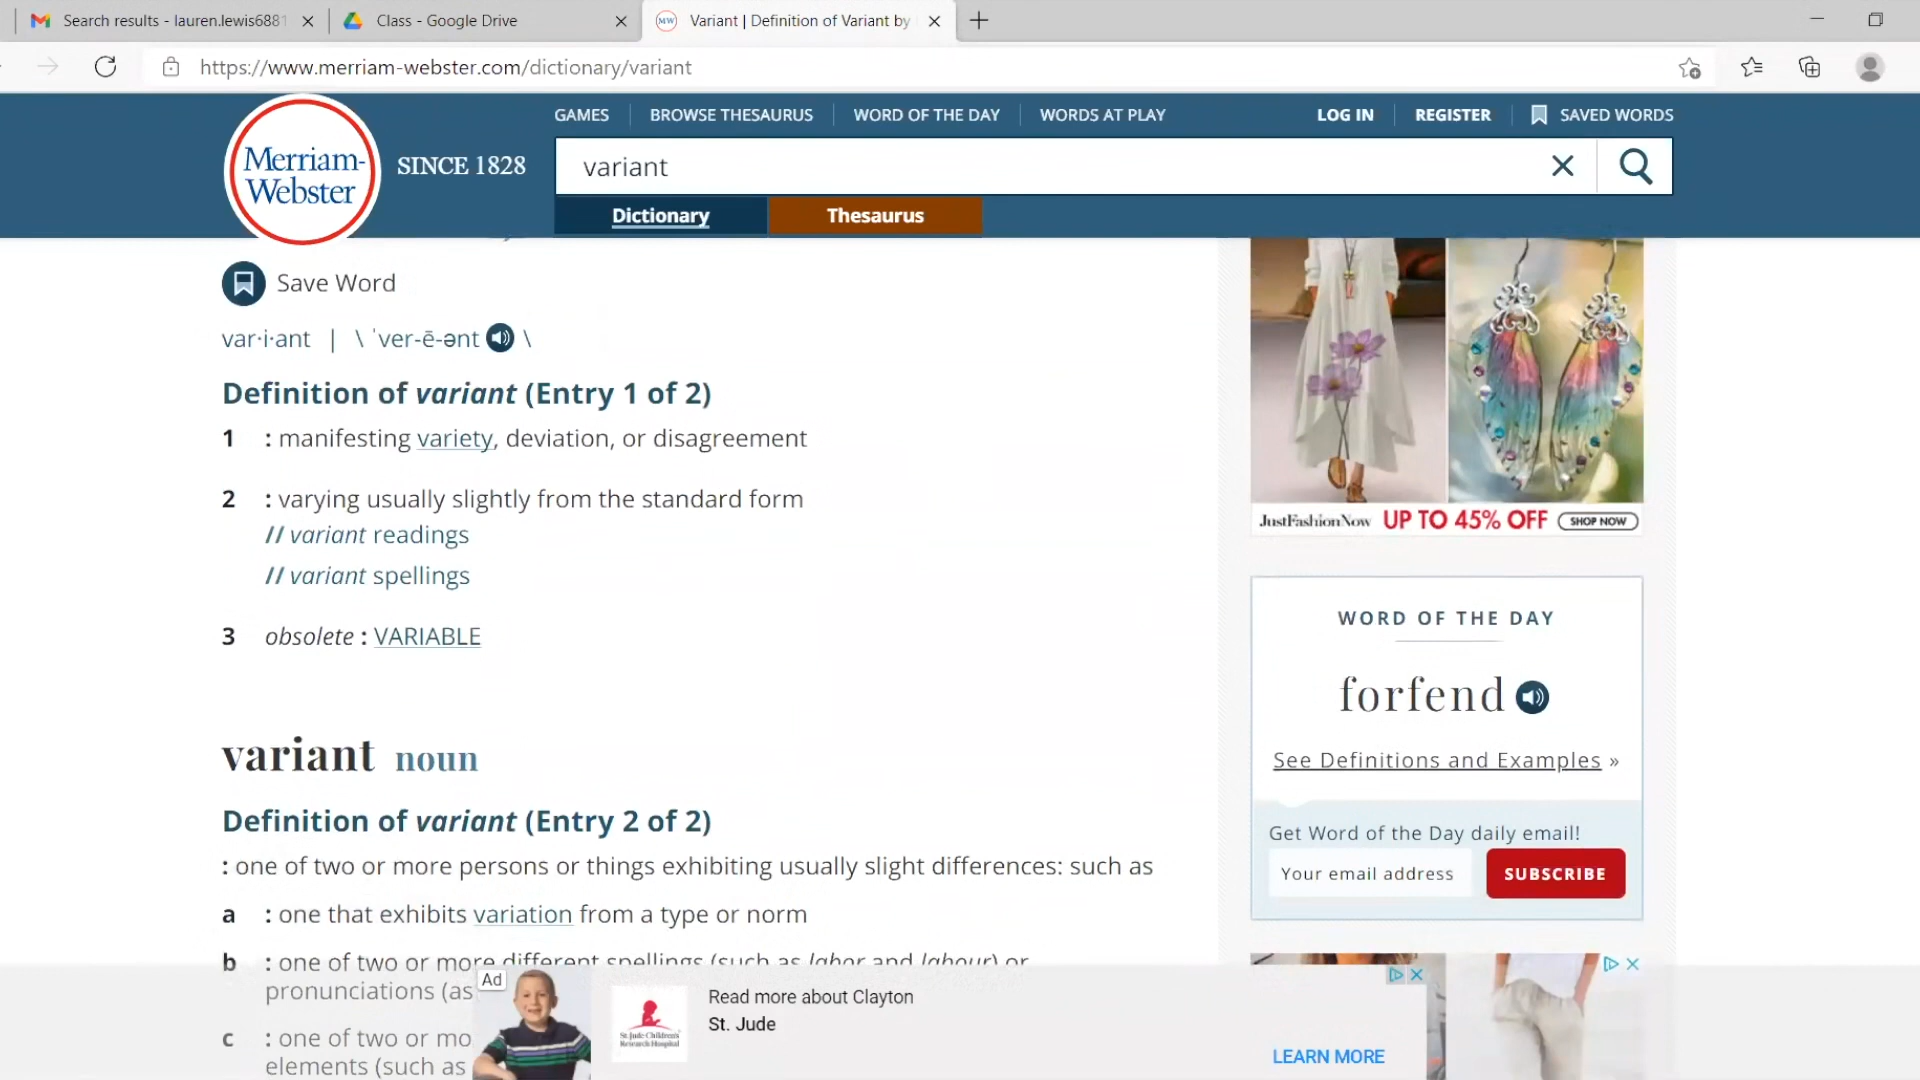 Search results - lauren.lewis6881
Class - Google Drive
Variant | Definition of Variant by
https://www.merriam-webster.com/dictionary/variant
GAMES
BROWSE THESAURUS
WORD OF THE DAY
WORDS AT PLAY
LOG IN
REGISTER
SAVED WORDS
Merriam-
Webster
SINCE 1828
variant
Dictionary
Thesaurus
Save Word
var·i·ant | \ ˈver-ē-ənt \
Definition of variant (Entry 1 of 2)
1 : manifesting variety, deviation, or disagreement
2 : varying usually slightly from the standard form
// variant readings
// variant spellings
3 obsolete : VARIABLE
variant noun
Definition of variant (Entry 2 of 2)
: one of two or more persons or things exhibiting usually slight differences: such as
a : one that exhibits variation from a type or norm
b : one of two or more different spellings (such as labor and labour) or
pronunciations (as
c : one of two or mo
elements (such as
JustFashionNow UP TO 45% OFF SHOP NOW
WORD OF THE DAY
forfend
See Definitions and Examples »
Get Word of the Day daily email!
Your email address
SUBSCRIBE
Ad
St. Jude Children's
Research Hospital
Read more about Clayton
St. Jude
LEARN MORE